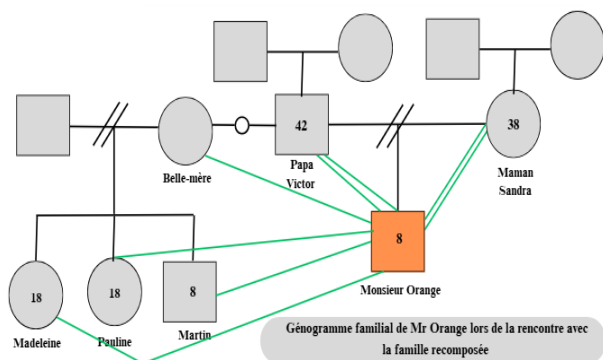 42
38
Belle-mère
Papa
Victor
Maman
Sandra
8
18
18
8
Monsieur Orange
Madeleine
Pauline
Martin
Génogramme familial de Mr Orange lors de la rencontre avec
la famille recomposée